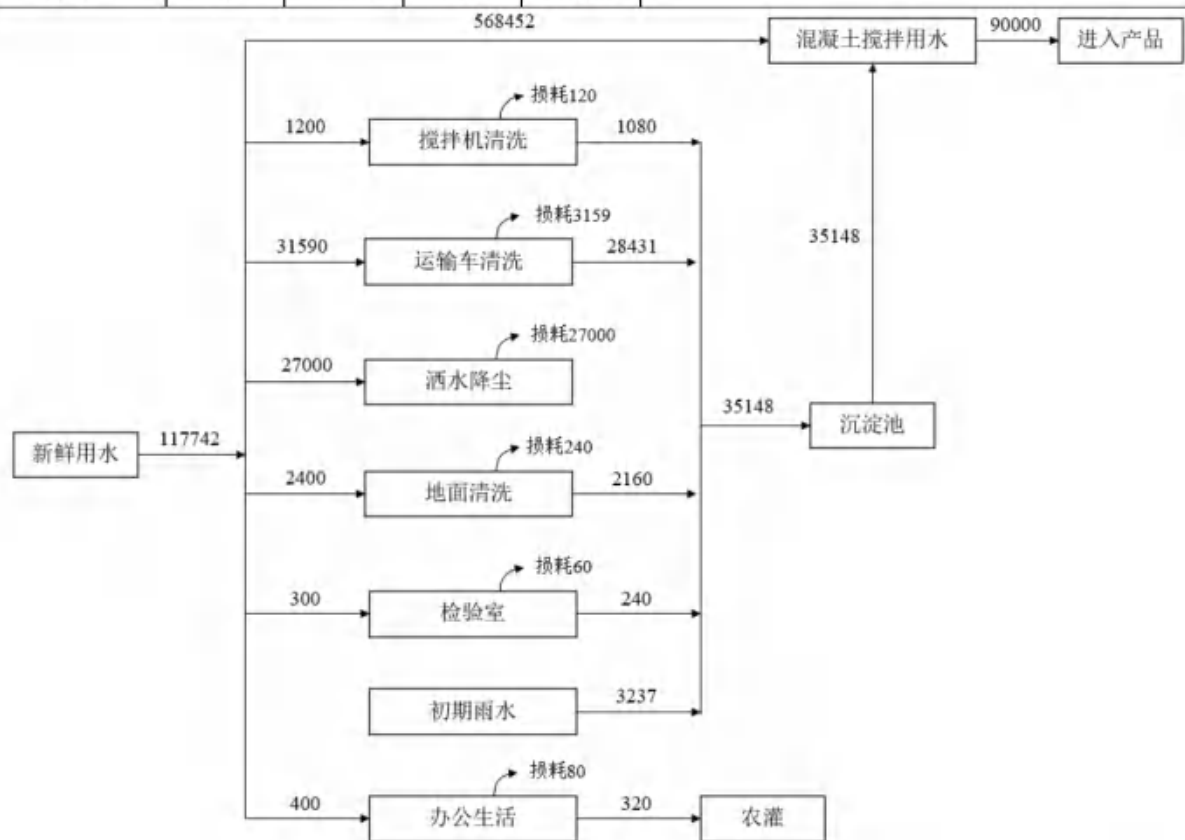 568452
混凝土搅拌用水
90000
进入产品
损耗120
1200
搅拌机清洗
1080
损耗3159
31590
运输车清洗
28431
35148
损耗27000
27000
洒水降尘
35148
沉淀池
新鲜用水
117742
损耗240
2400
地面清洗
2160
损耗60
300
检验室
240
初期雨水
3237
损耗80
400
办公生活
320
农灌